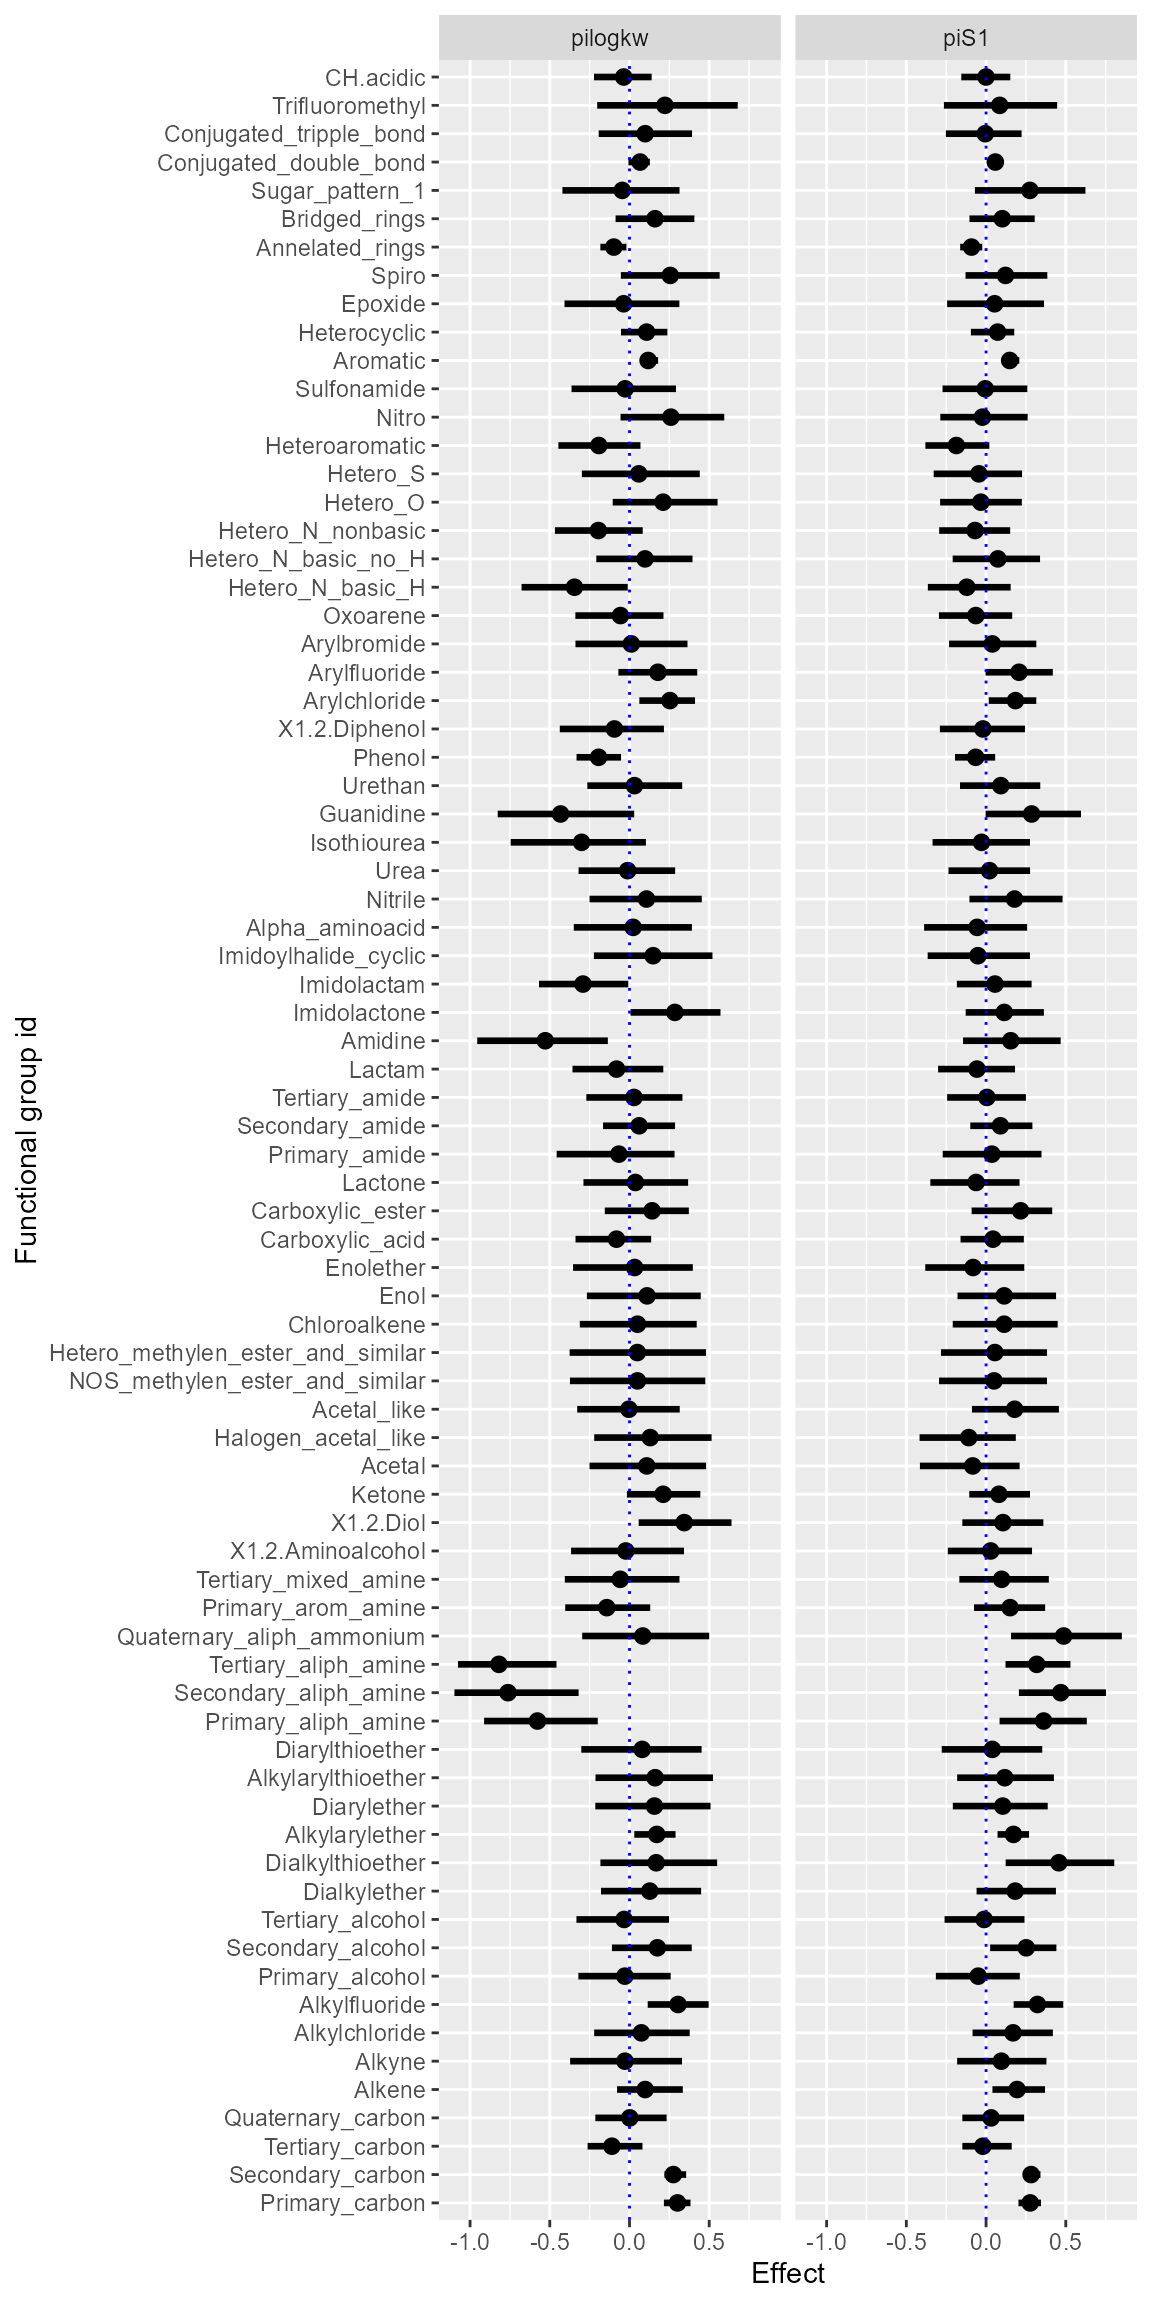 pilogkw
piS1
CH.acidic
Trifluoromethyl
Conjugated_tripple_bond
Conjugated_double_bond
Sugar_pattern_1
Bridged_rings
Annelated_rings
Spiro
Epoxide
Heterocyclic
Aromatic
Sulfonamide
Nitro
Heteroaromatic
Hetero_S
Hetero_O
Hetero_N_nonbasic
Hetero_N_basic_no_H
Hetero_N_basic_H
Oxoarene
Arylbromide
Arylfluoride
Arylchloride
X1.2.Diphenol
Phenol
Urethan
Guanidine
Isothiourea
Urea
Nitrile
Alpha_aminoacid
Imidoylhalide_cyclic
Imidolactam
Imidolactone
Amidine
Lactam
Tertiary_amide
Secondary_amide
Primary_amide
Lactone
Carboxylic_ester
Carboxylic_acid
Enolether
Enol
Chloroalkene
Hetero_methylen_ester_and_similar
NOS_methylen_ester_and_similar
Acetal_like
Halogen_acetal_like
Acetal
Ketone
X1.2.Diol
X1.2.Aminoalcohol
Tertiary_mixed_amine
Primary_arom_amine
Quaternary_aliph_ammonium
Tertiary_aliph_amine
Secondary_aliph_amine
Primary_aliph_amine
Diarylthioether
Alkylarylthioether
Diarylether
Alkylarylether
Dialkylthioether
Dialkylether
Tertiary_alcohol
Secondary_alcohol
Primary_alcohol
Alkylfluoride
Alkylchloride
Alkyne
Alkene
Quaternary_carbon
Tertiary_carbon
Secondary_carbon
Primary_carbon
Functional group id
-1.0 -0.5 0.0 0.5 -1.0 -0.5 0.0 0.5
Effect